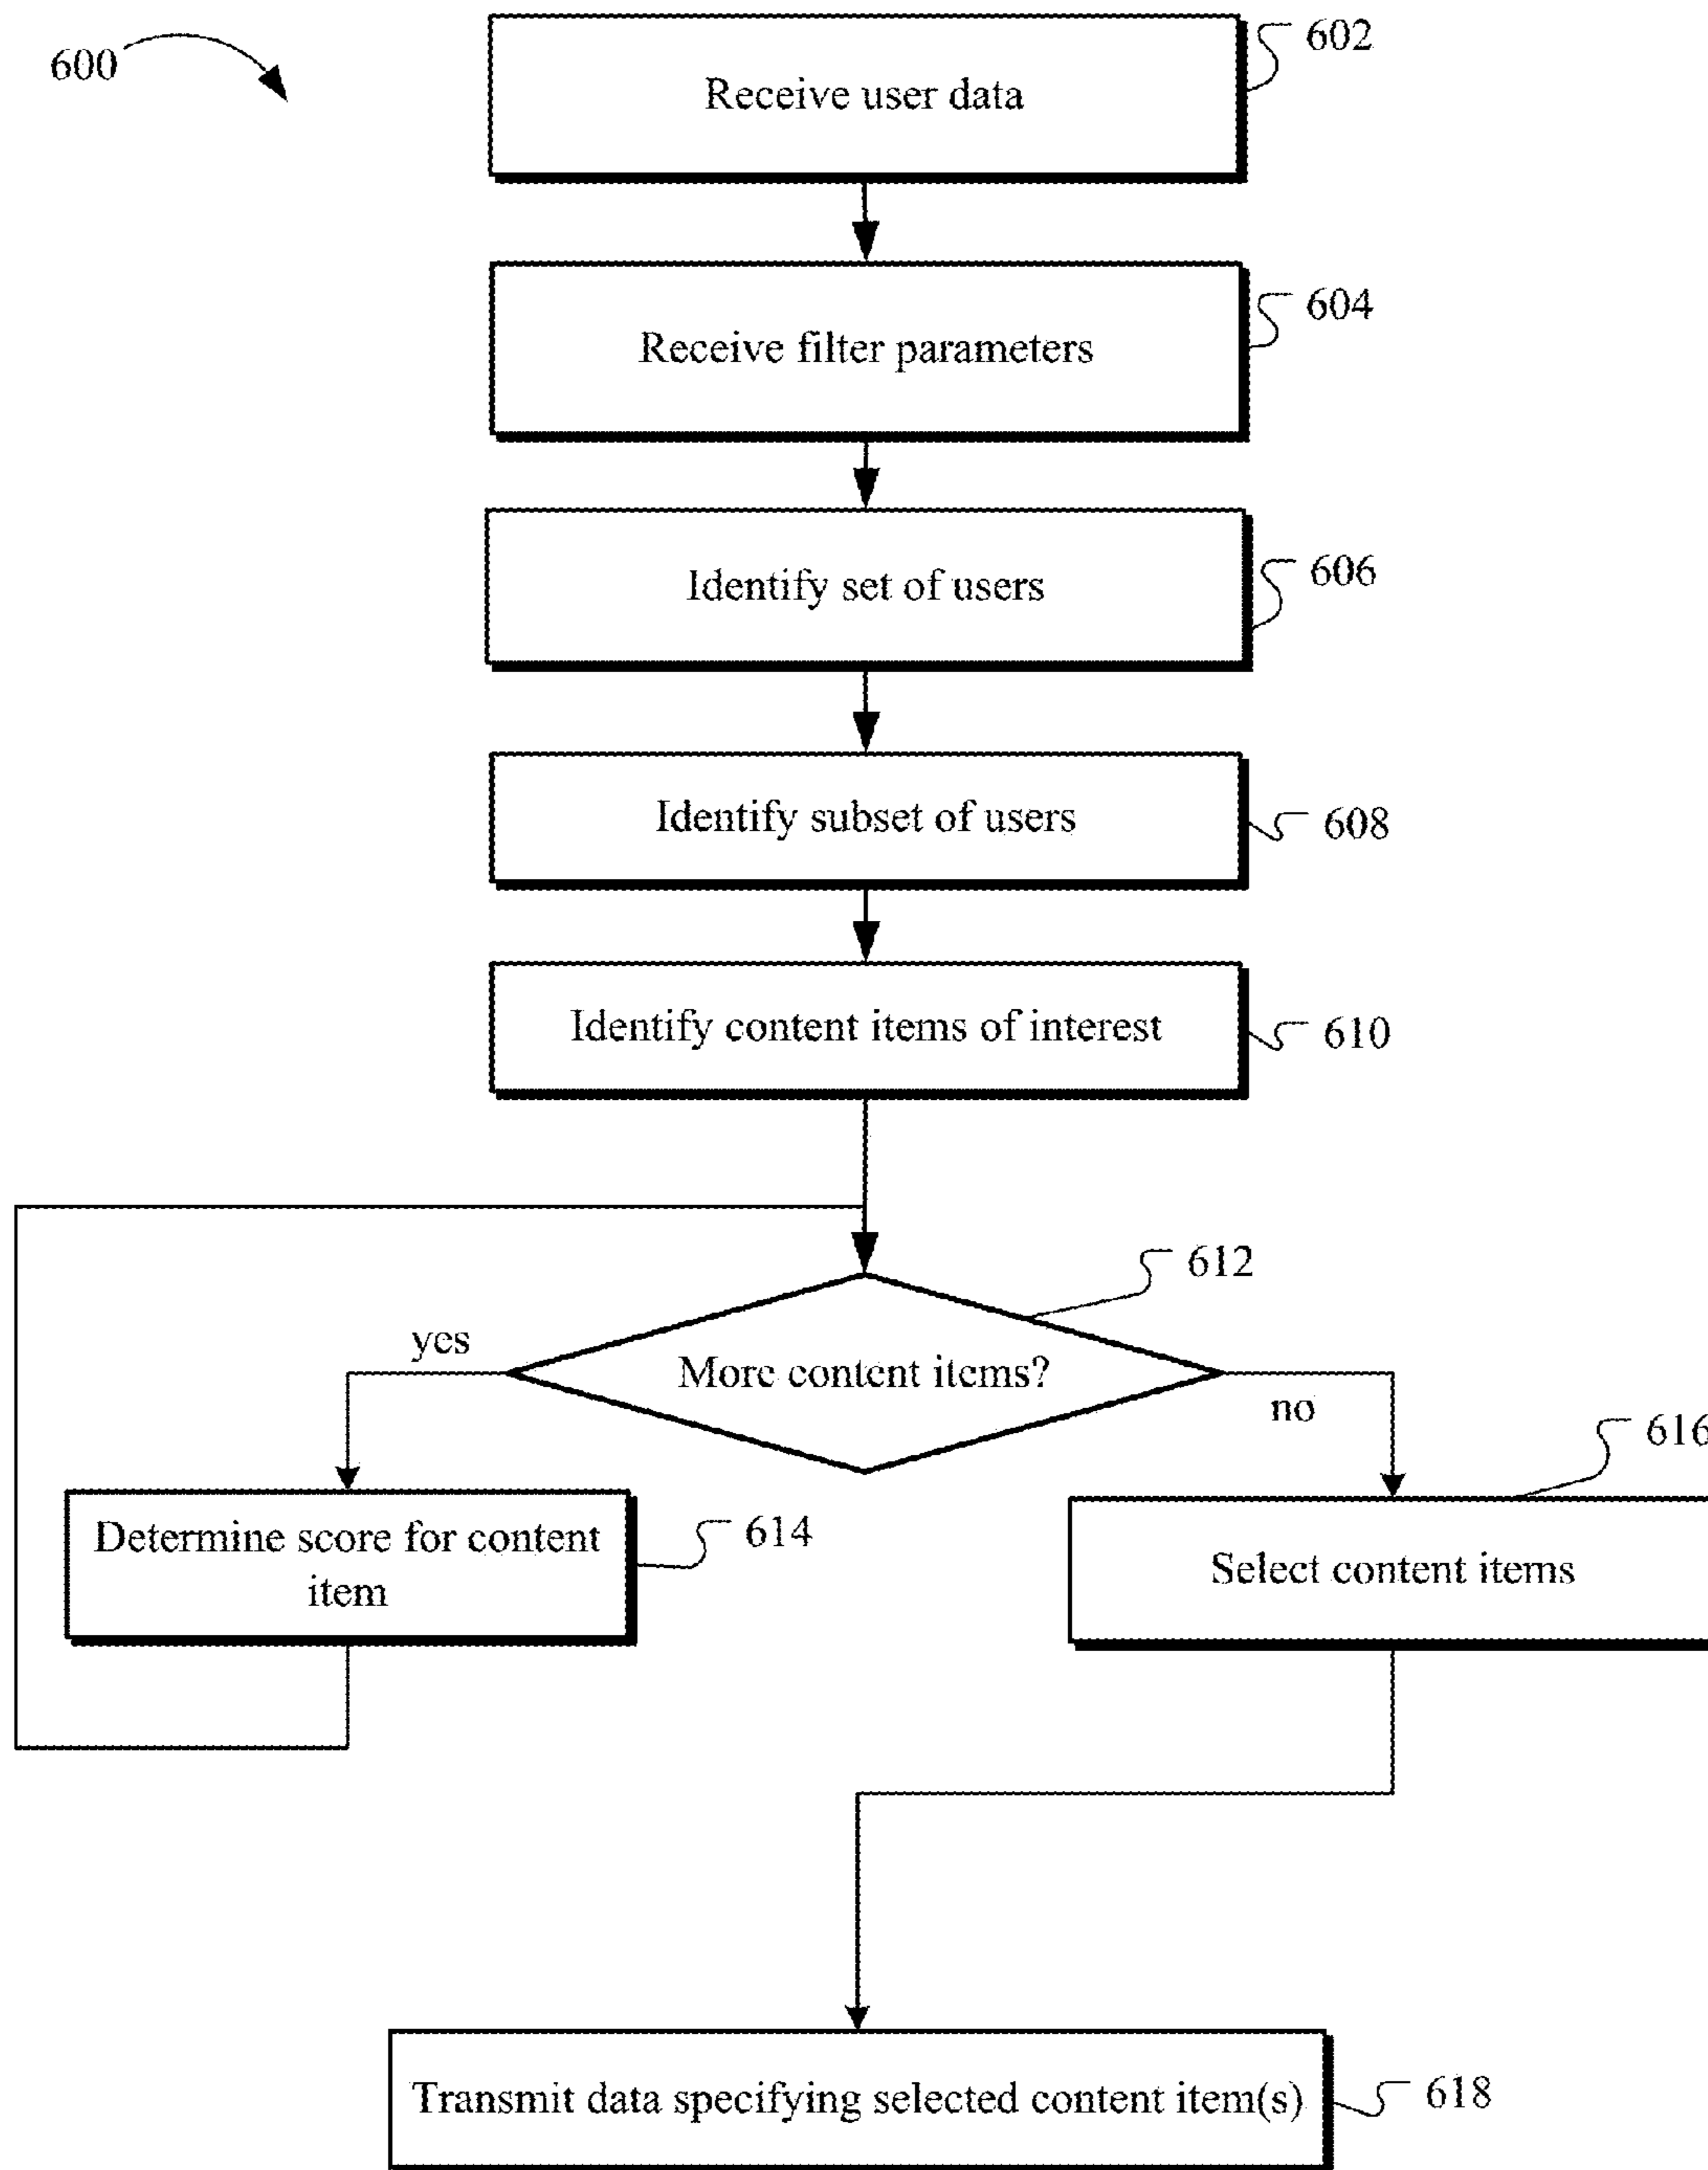 600
602
Receive user data
604
Receive filter parameters
606
Identify set of users
608
Identify subset of users
610
Identify content items of interest
612
yes
More content items?
no
616
614
Determine score for content
item
Select content items
618
Transmit data specifying selected content item(s)